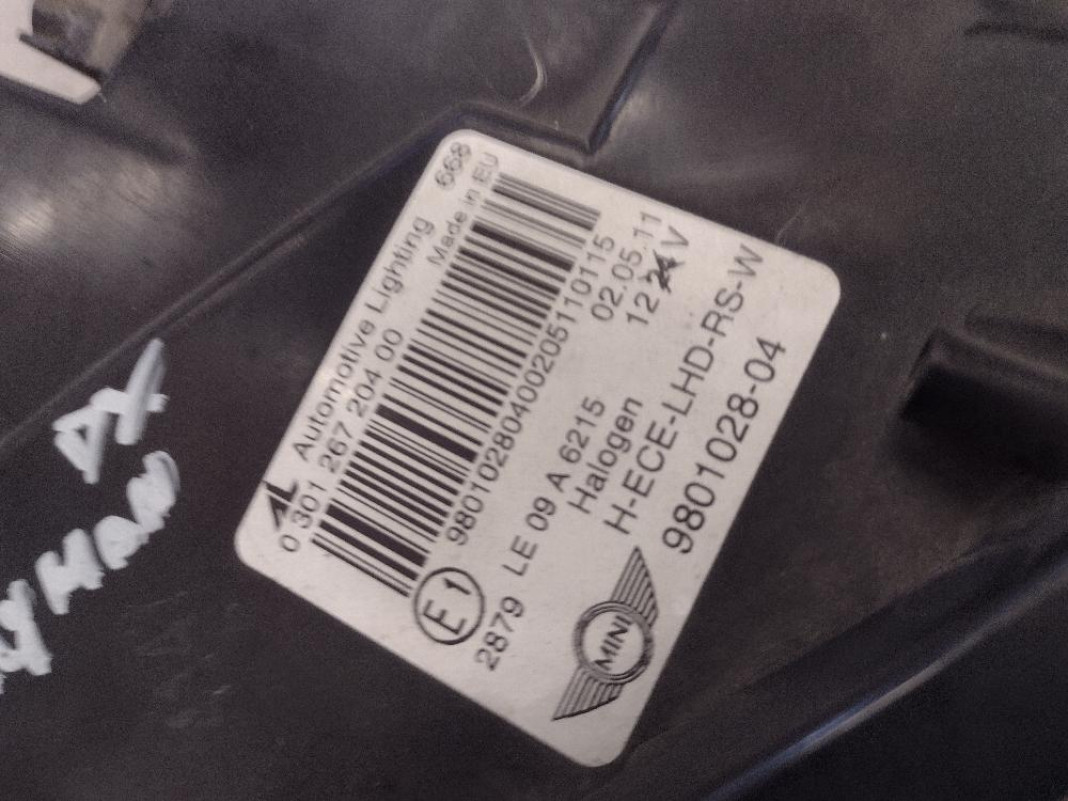 AL Automotive Lighting 668
0 301 267 204 00 Made in EU
98010280400205110115
E1 02.05.11
2879 LE 09 A 6215 12 24 V
Halogen
H-ECE-LHD-RS-W
MINI 9801028-04
DX